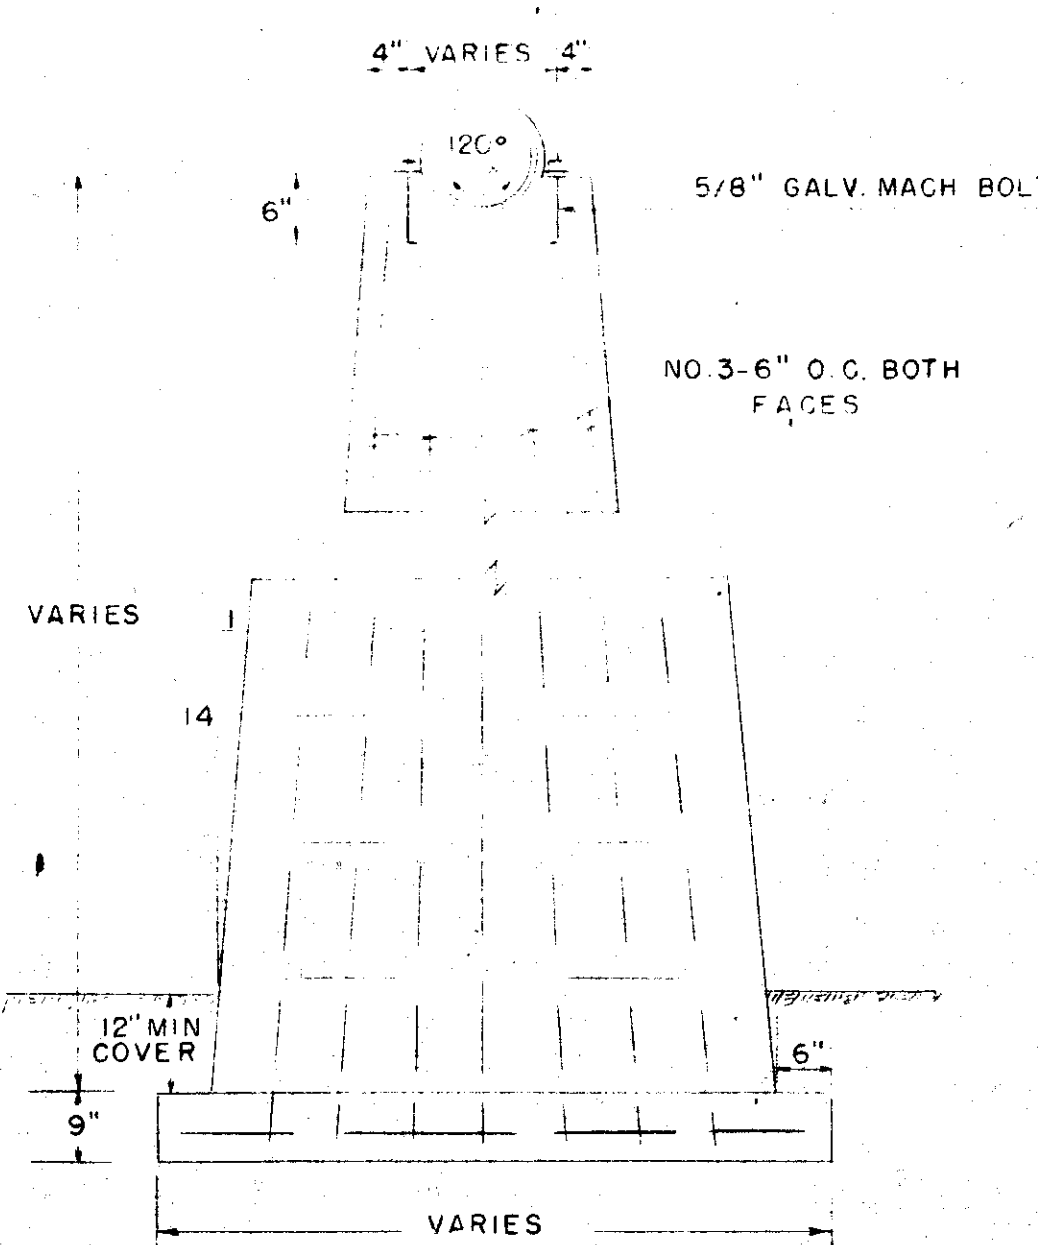 4" VARIES 4"
120°
6"
5/8" GALV. MACH BOL
NO.3-6" O.C. BOTH
FACES
VARIES
1
14
12" MIN
COVER
6"
9"
VARIES